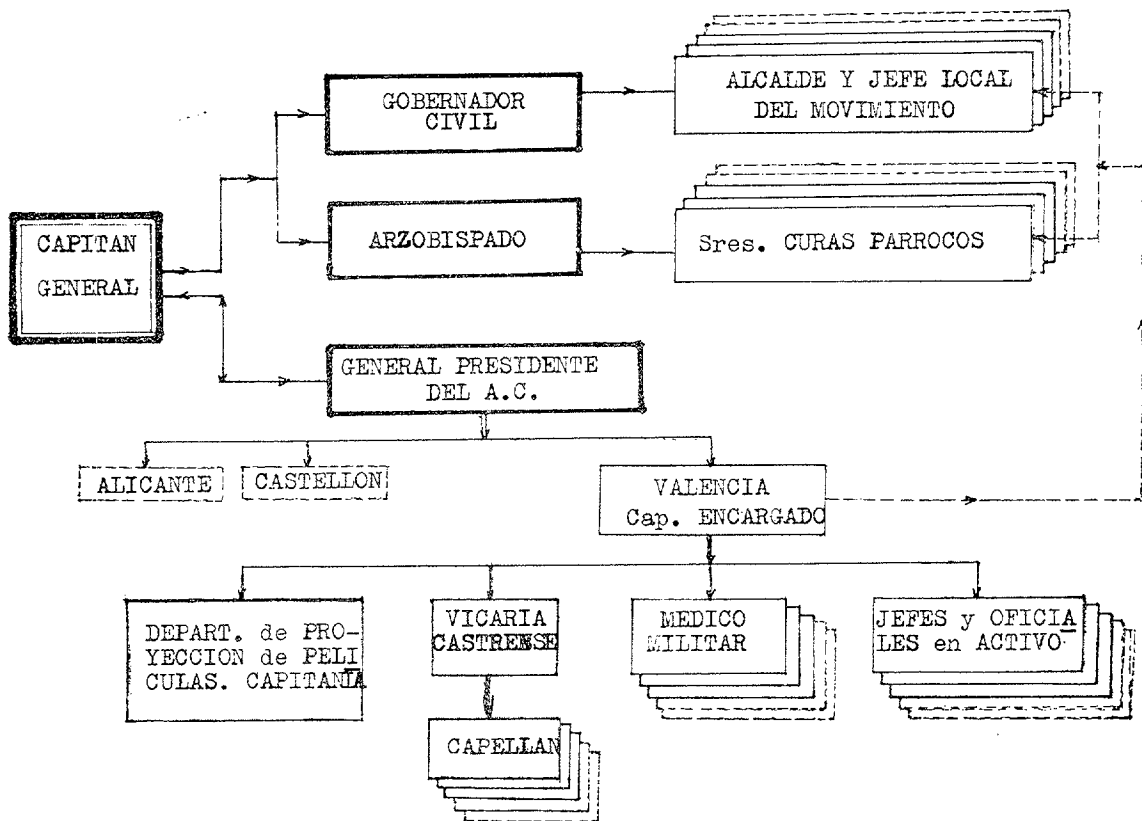 GOBERNADOR
CIVIL
ALCALDE Y JEFE LOCAL
DEL MOVIMIENTO
CAPITAN
GENERAL
ARZOBISPADO
Sres. CURAS PARROCOS
GENERAL PRESIDENTE
DEL A.C.
ALICANTE
CASTELLON
VALENCIA
Cap. ENCARGADO
DEPART. de PRO-
YECCION de PELI
CULAS. CAPITANIA
VICARIA
CASTRENSE
MEDICO
MILITAR
JEFES y OFICIA
LES en ACTIVO
CAPELLAN